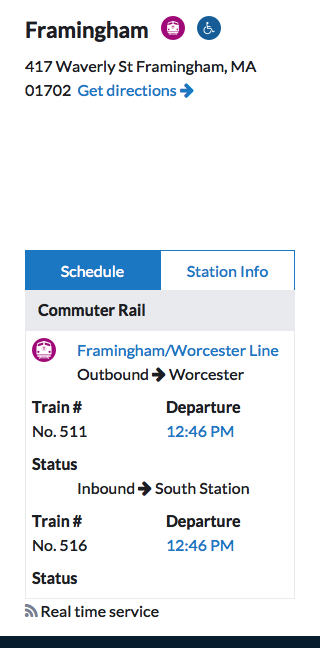 Framingham
417 Waverly St Framingham, MA
01702 Get directions
Schedule
Station Info
Commuter Rail
Framingham/Worcester Line
Outbound → Worcester
Train # Departure
No. 511 12:46 PM
Status
Inbound → South Station
Train # Departure
No. 516 12:46 PM
Status
Real time service